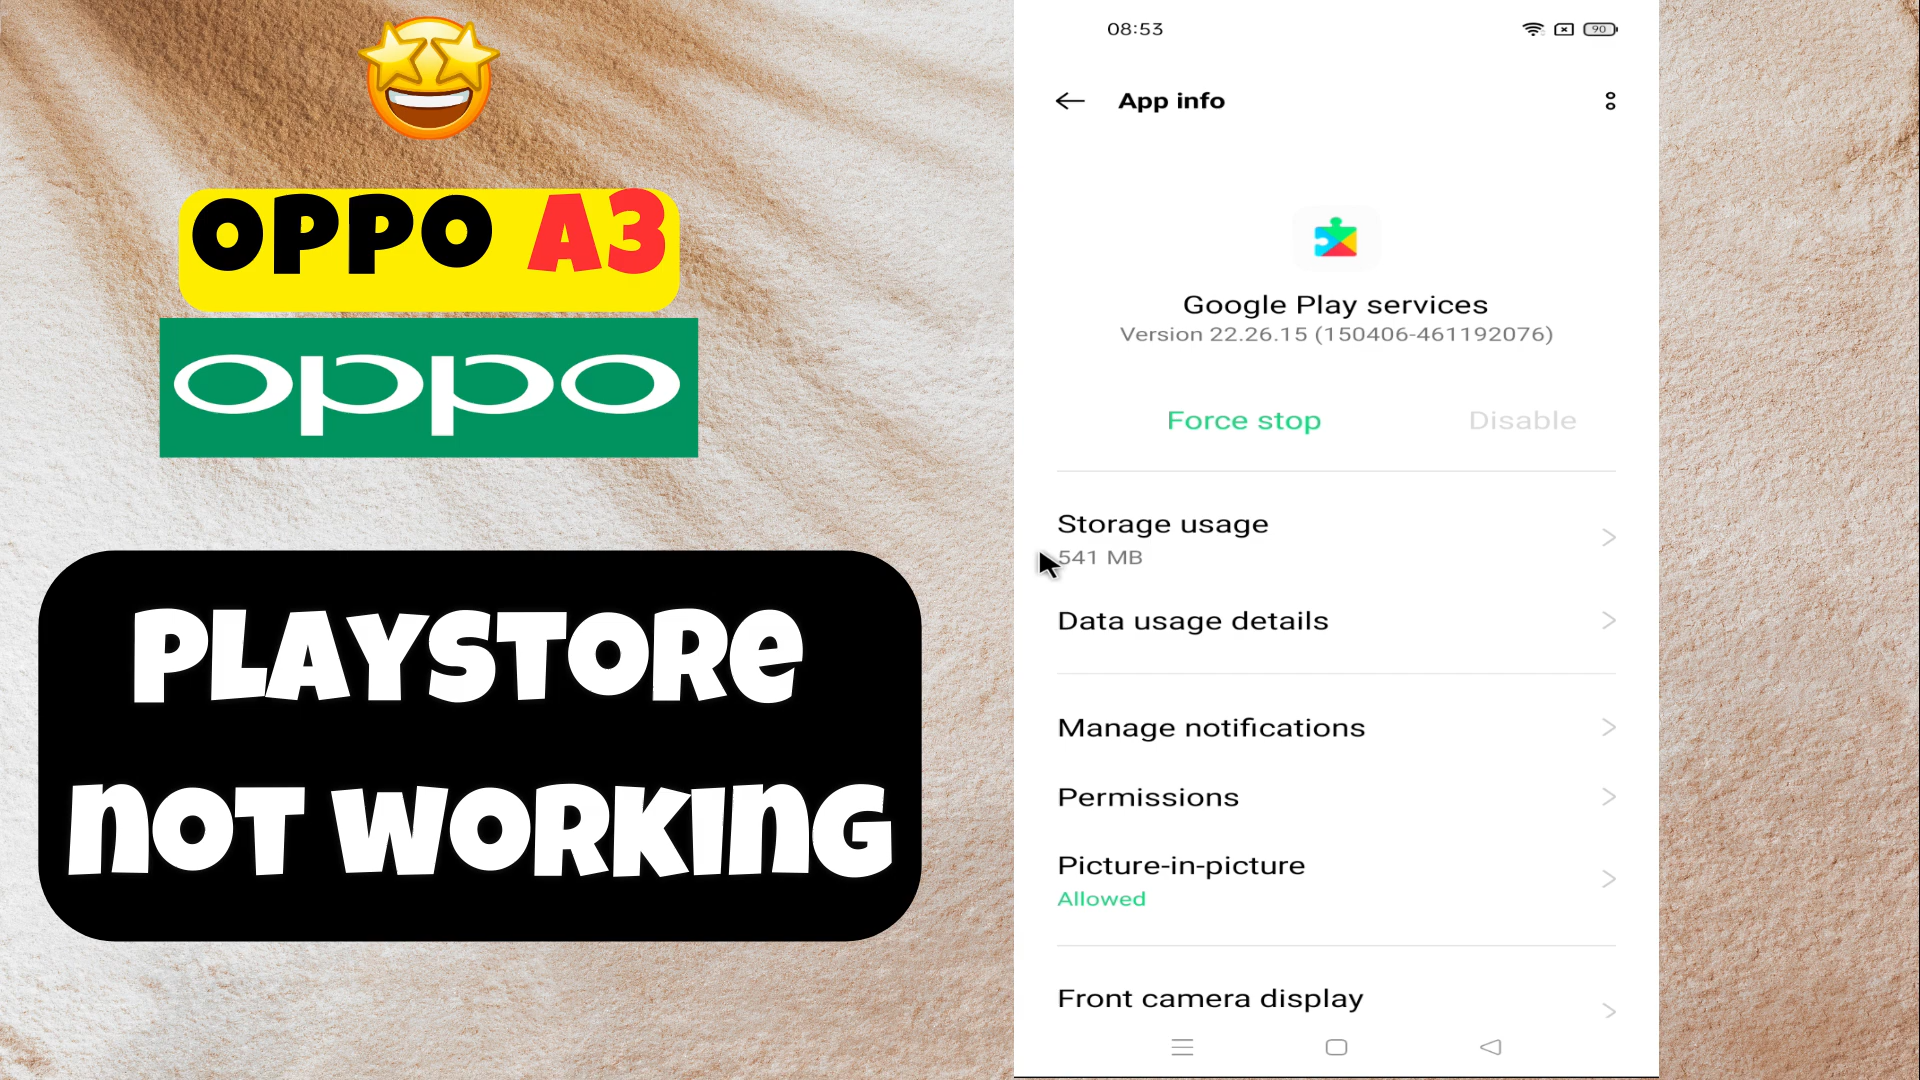 OPPO A3
oppo
PLAYSTORE
NOT WORKING
08:53
90
App info
Google Play services
Version 22.26.15 (150406-461192076)
Force stop
Disable
Storage usage
541 MB
Data usage details
Manage notifications
Permissions
Picture-in-picture
Allowed
Front camera display